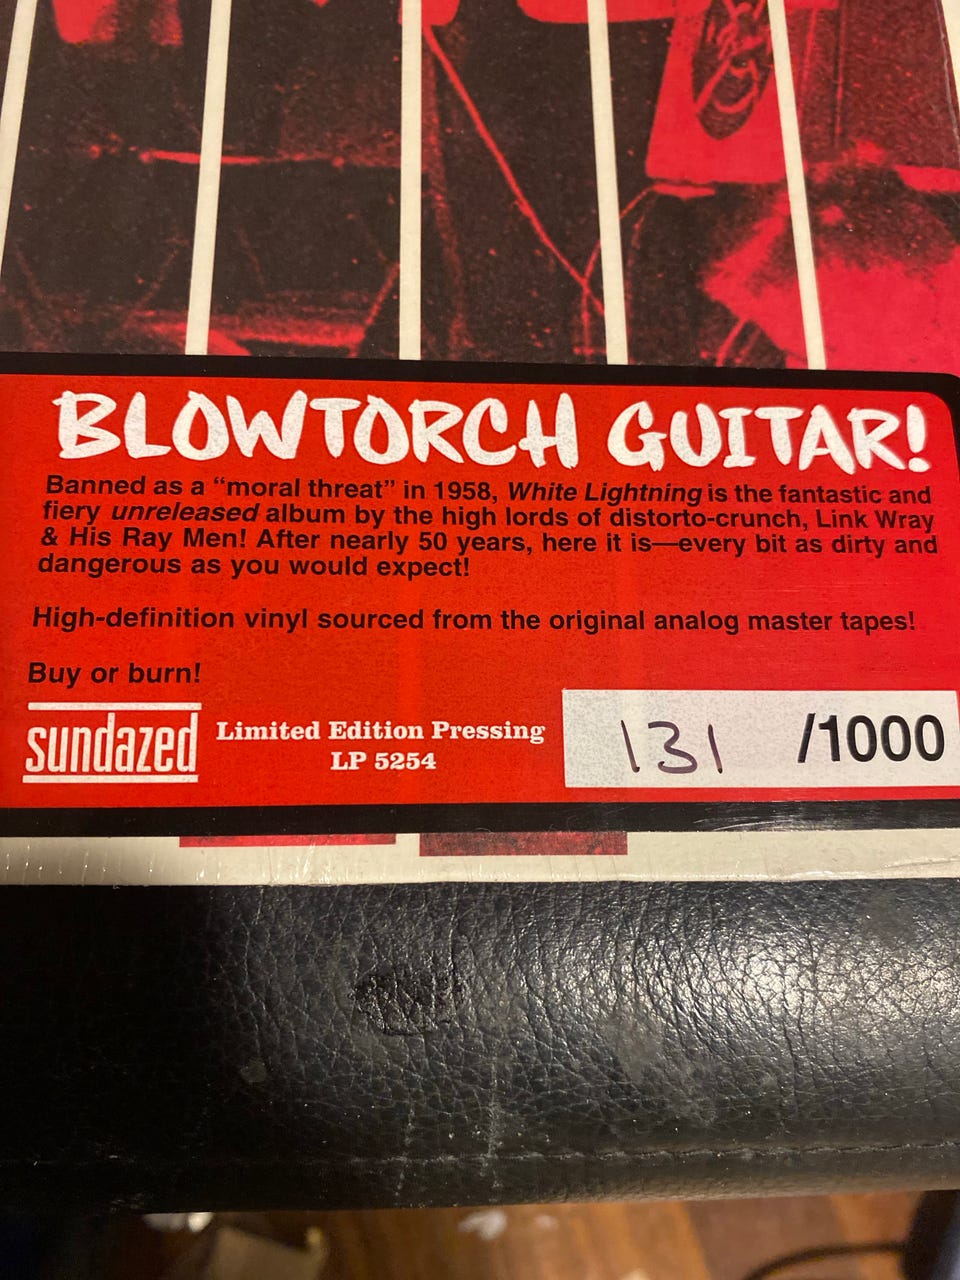 BLOWTORCH GUITAR!
Banned as a “moral threat” in 1958, White Lightning is the fantastic and
fiery unreleased album by the high lords of distorto-crunch, Link Wray
& His Ray Men! After nearly 50 years, here it is—every bit as dirty and
dangerous as you would expect!
High-definition vinyl sourced from the original analog master tapes!
Buy or burn!
sundazed
Limited Edition Pressing
LP 5254
131 /1000